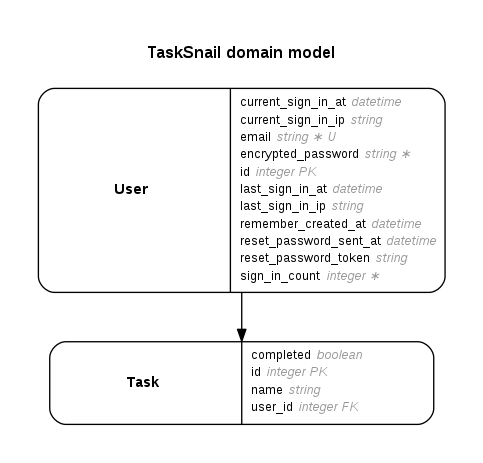 TaskSnail domain model
User
current_sign_in_at datetime
current_sign_in_ip string
email string ∗ U
encrypted_password string ∗
id integer PK
last_sign_in_at datetime
last_sign_in_ip string
remember_created_at datetime
reset_password_sent_at datetime
reset_password_token string
sign_in_count integer ∗
Task
completed boolean
id integer PK
name string
user_id integer FK